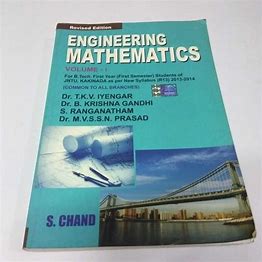 Revised Edition
ENGINEERING
MATHEMATICS
VOLUME - I
For B.Tech. First Year (First Semester) Students of
JNTU, KAKINADA as per New Syllabus (R13) 2013-2014
(COMMON TO ALL BRANCHES)
Dr. T.K.V. IYENGAR
Dr. B. KRISHNA GANDHI
S. RANGANATHAM
Dr. M.V.S.S.N. PRASAD
S. CHAND